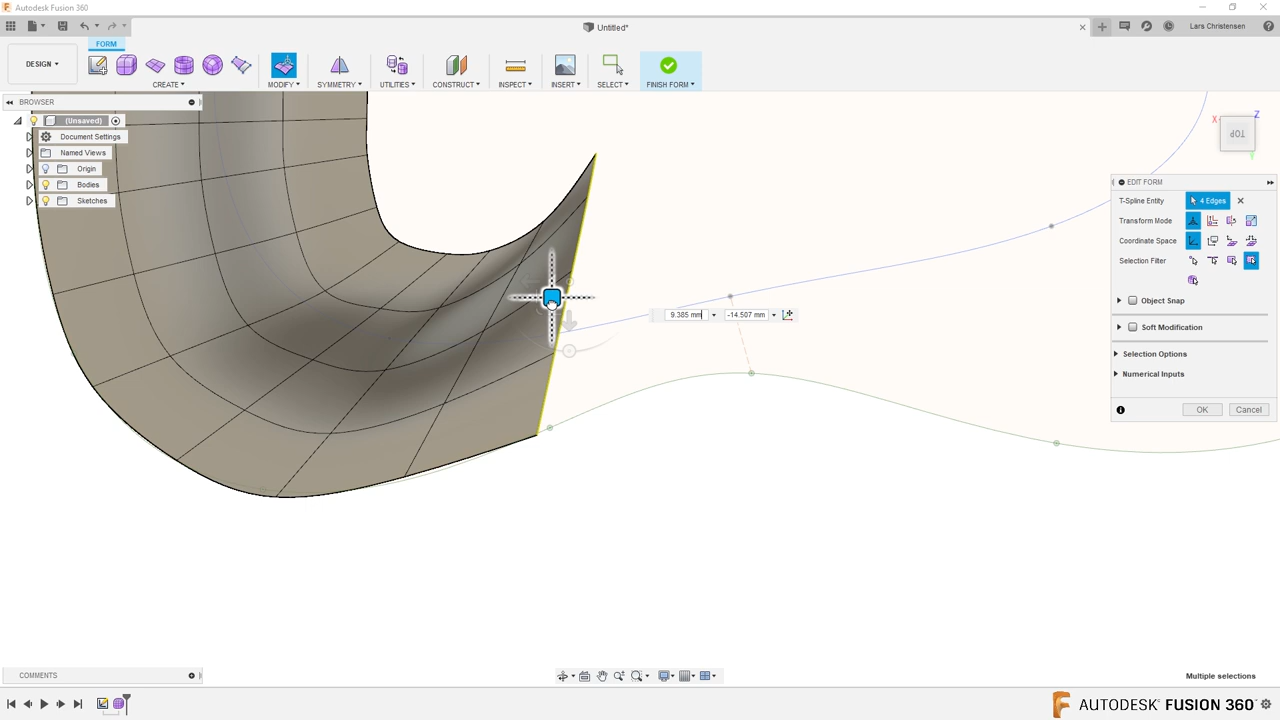 Autodesk Fusion 360
Untitled*
Lars Christensen
FORM
DESIGN
CREATE
MODIFY
SYMMETRY
UTILITIES
CONSTRUCT
INSPECT
INSERT
SELECT
FINISH FORM
BROWSER
(Unsaved)
Document Settings
Named Views
Origin
Bodies
Sketches
Z
X
TOP
EDIT FORM
T-Spline Entity
4 Edges
Transform Mode
Coordinate Space
Selection Filter
Object Snap
Soft Modification
Selection Options
Numerical Inputs
OK
Cancel
9.385 mm
-14.507 mm
COMMENTS
Multiple selections
AUTODESK FUSION 360